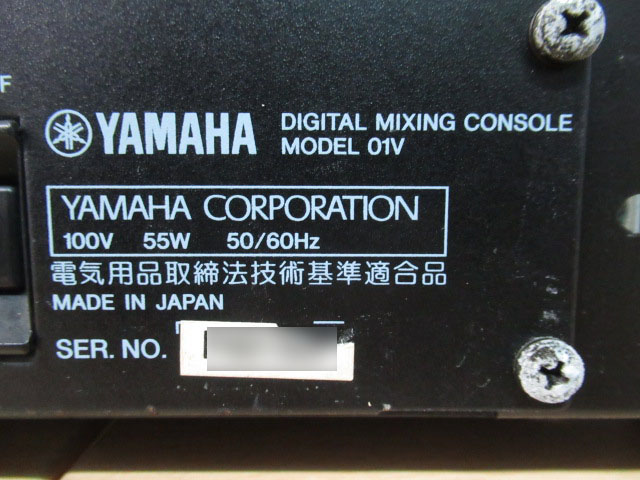 F
YAMAHA
DIGITAL MIXING CONSOLE
MODEL 01V
YAMAHA CORPORATION
100V 55W 50/60Hz
電気用品取締法技術基準適合品
MADE IN JAPAN
SER. NO.